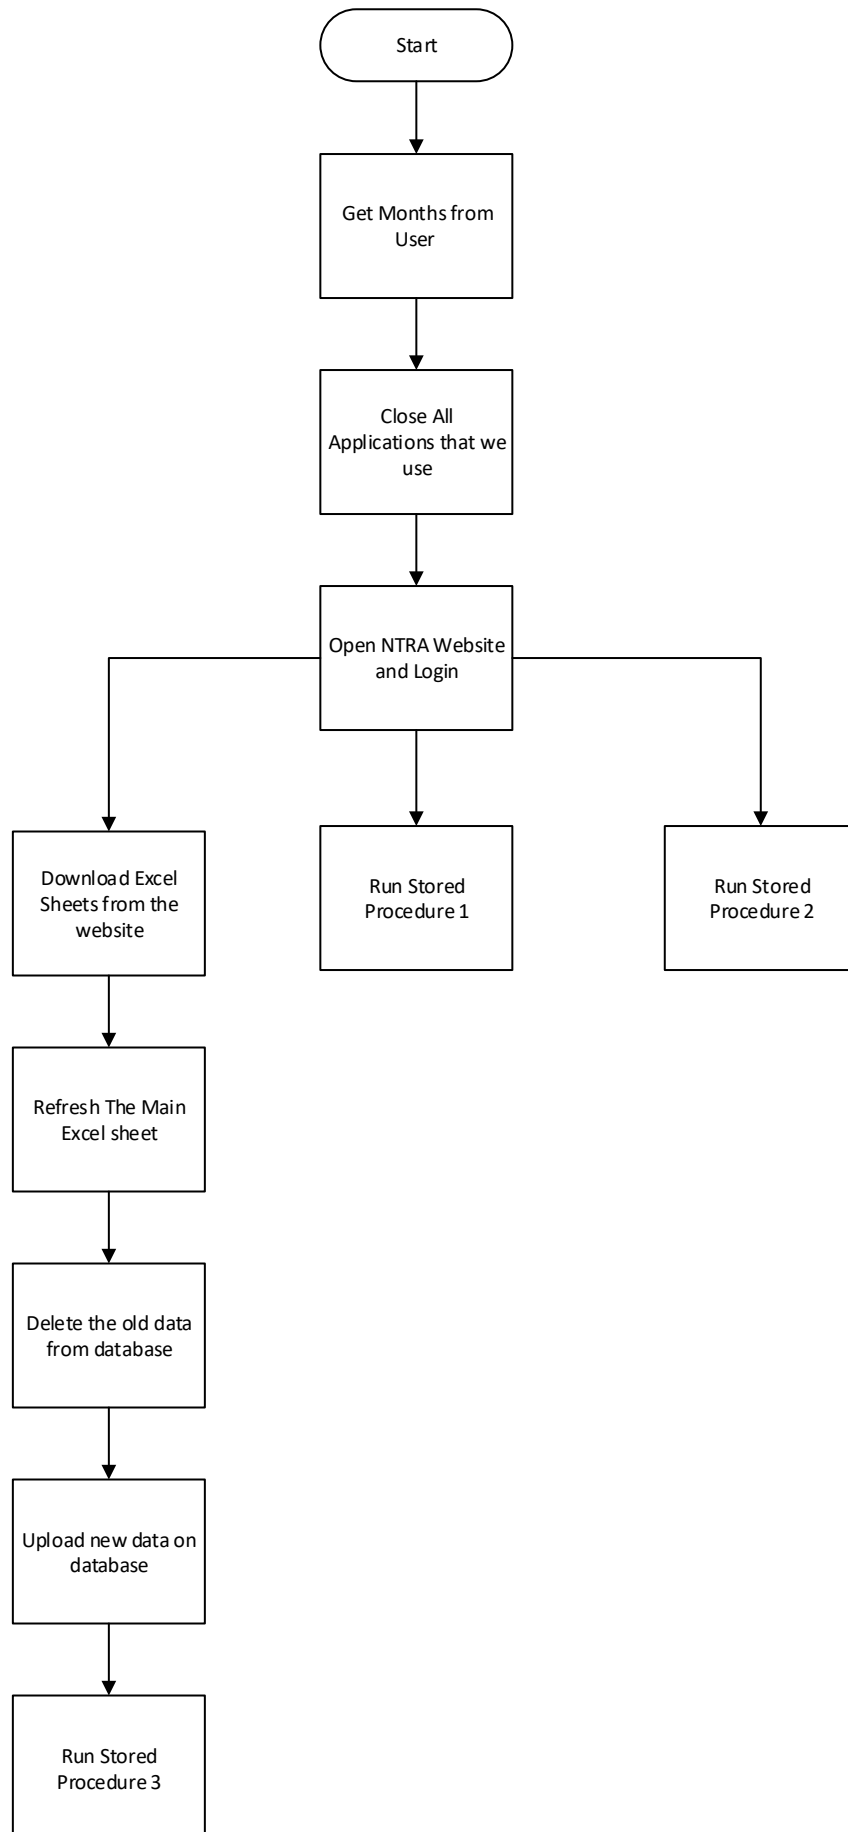 Start
Get Months from
User
Close All
Applications that we
use
Open NTRA Website
and Login
Download Excel
Sheets from the
website
Run Stored
Procedure 1
Run Stored
Procedure 2
Refresh The Main
Excel sheet
Delete the old data
from database
Upload new data on
database
Run Stored
Procedure 3